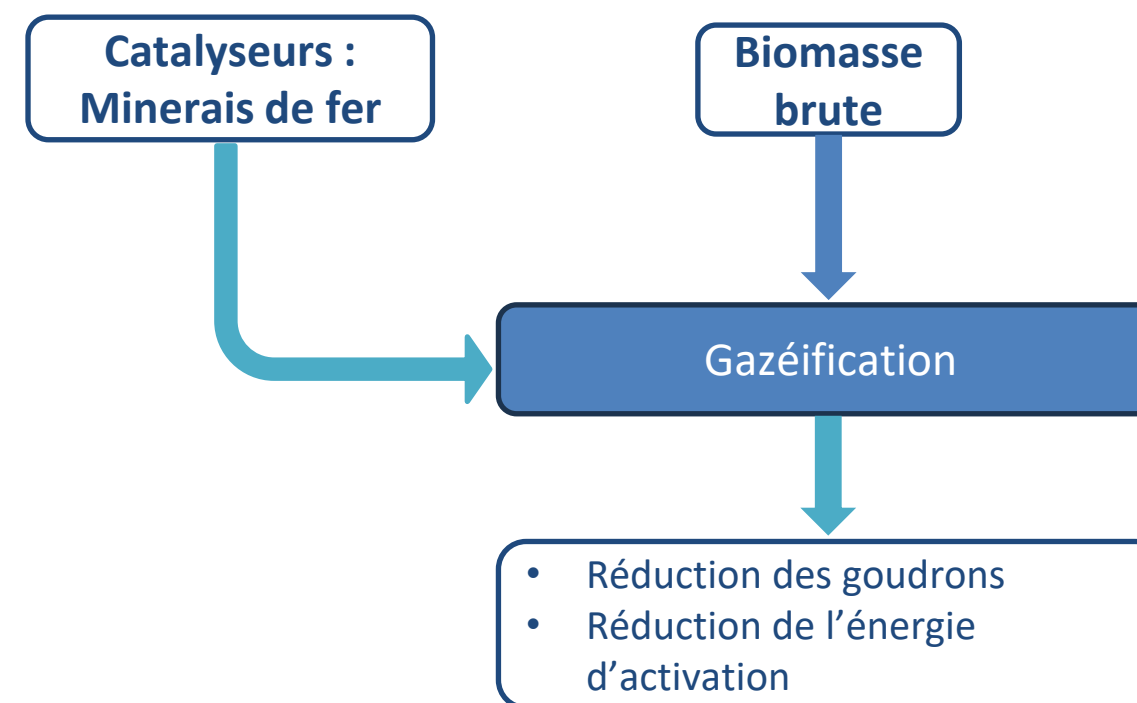 Catalyseurs :
Minerais de fer
Biomasse
brute
Gazéification
• Réduction des goudrons
• Réduction de l’énergie
d’activation